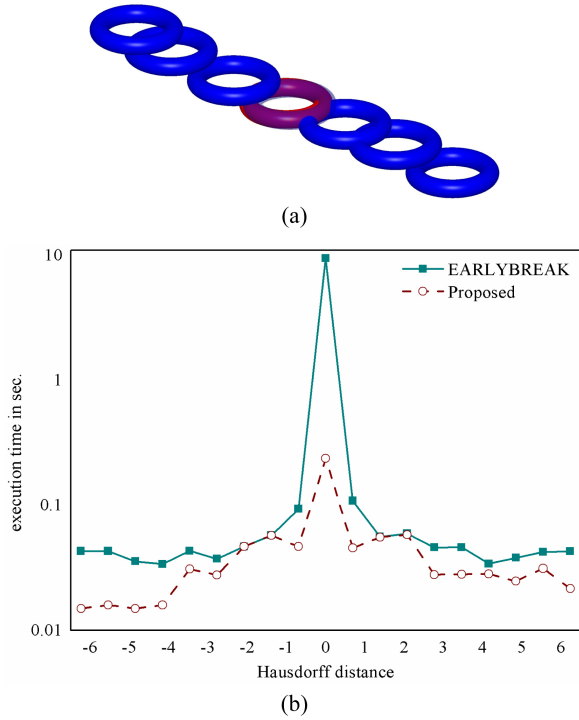 (a)
10
1
0.1
0.01
execution time in sec.
EARLYBREAK
Proposed
-6 -5 -4 -3 -2 -1 0 1 2 3 4 5 6
Hausdorff distance
(b)